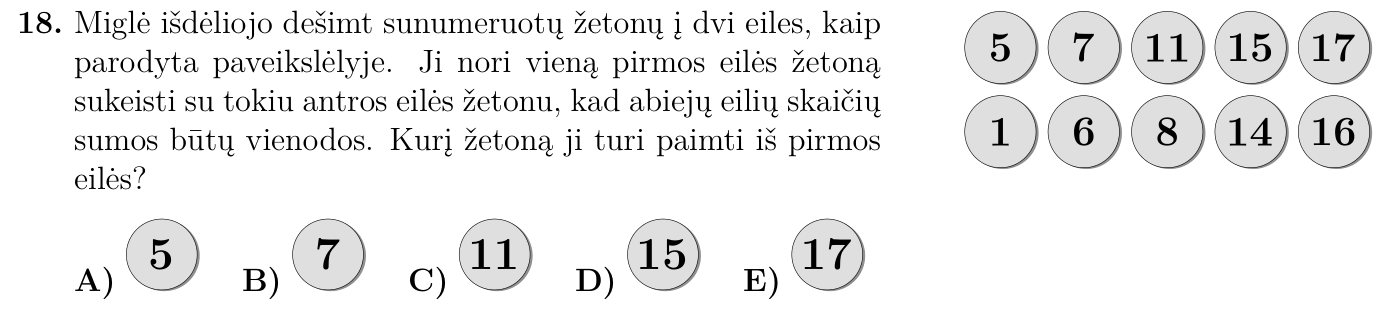 18. Miglė išdėliojo dešimt sunumeruotų žetonų į dvi eiles, kaip
parodyta paveikslėlyje. Ji nori vieną pirmos eilės žetoną
sukeisti su tokiu antros eilės žetonu, kad abiejų eilių skaičių
sumos būtų vienodos. Kurį žetoną ji turi paimti iš pirmos
eilės?
5 7 11 15 17
1 6 8 14 16
A) 5 B) 7 C) 11 D) 15 E) 17